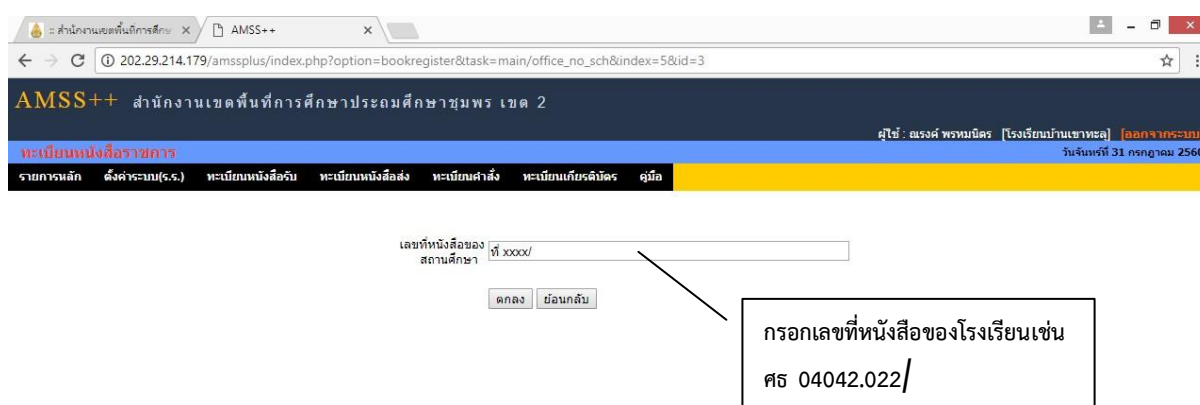 :: สำนักงานเขตพื้นที่การศึกษ
AMSS++
202.29.214.179/amssplus/index.php?option=bookregister&task=main/office_no_sch&index=5&id=3
AMSS++ สำนักงานเขตพื้นที่การศึกษาประถมศึกษาชุมพร เขต 2
ผู้ใช้ : ณรงค์ พรหมนิตร [โรงเรียนบ้านเขาทะลุ] [ออกจากระบบ
ทะเบียนหนังสือราชการ
วันจันทร์ที่ 31 กรกฎาคม 2560
รายการหลัก ตั้งค่าระบบ(ร.ร.) ทะเบียนหนังสือรับ ทะเบียนหนังสือส่ง ทะเบียนคำสั่ง ทะเบียนเกียรติบัตร คู่มือ
เลขที่หนังสือของ
สถานศึกษา
ที่ xxxx/
ตกลง ย้อนกลับ
กรอกเลขที่หนังสือของโรงเรียนเช่น
ศธ 04042.022/